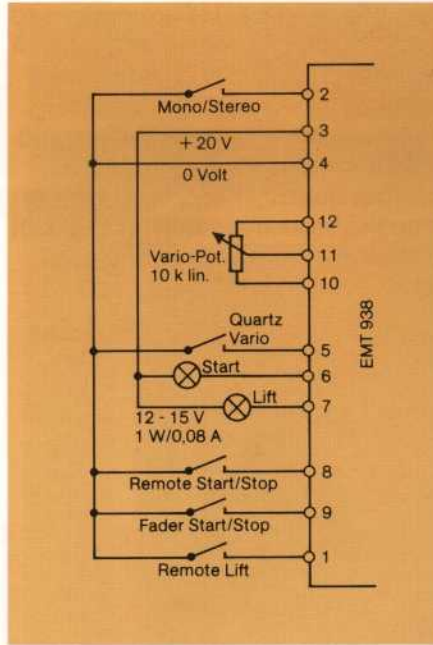 2
Mono/Stereo
3
+ 20 V
4
0 Volt
12
Vario-Pot.
11
10 k lin.
10
Quartz
Vario
5
Start
6
Lift
7
12 - 15 V
1 W/0,08 A
EMT 938
8
Remote Start/Stop
9
Fader Start/Stop
1
Remote Lift